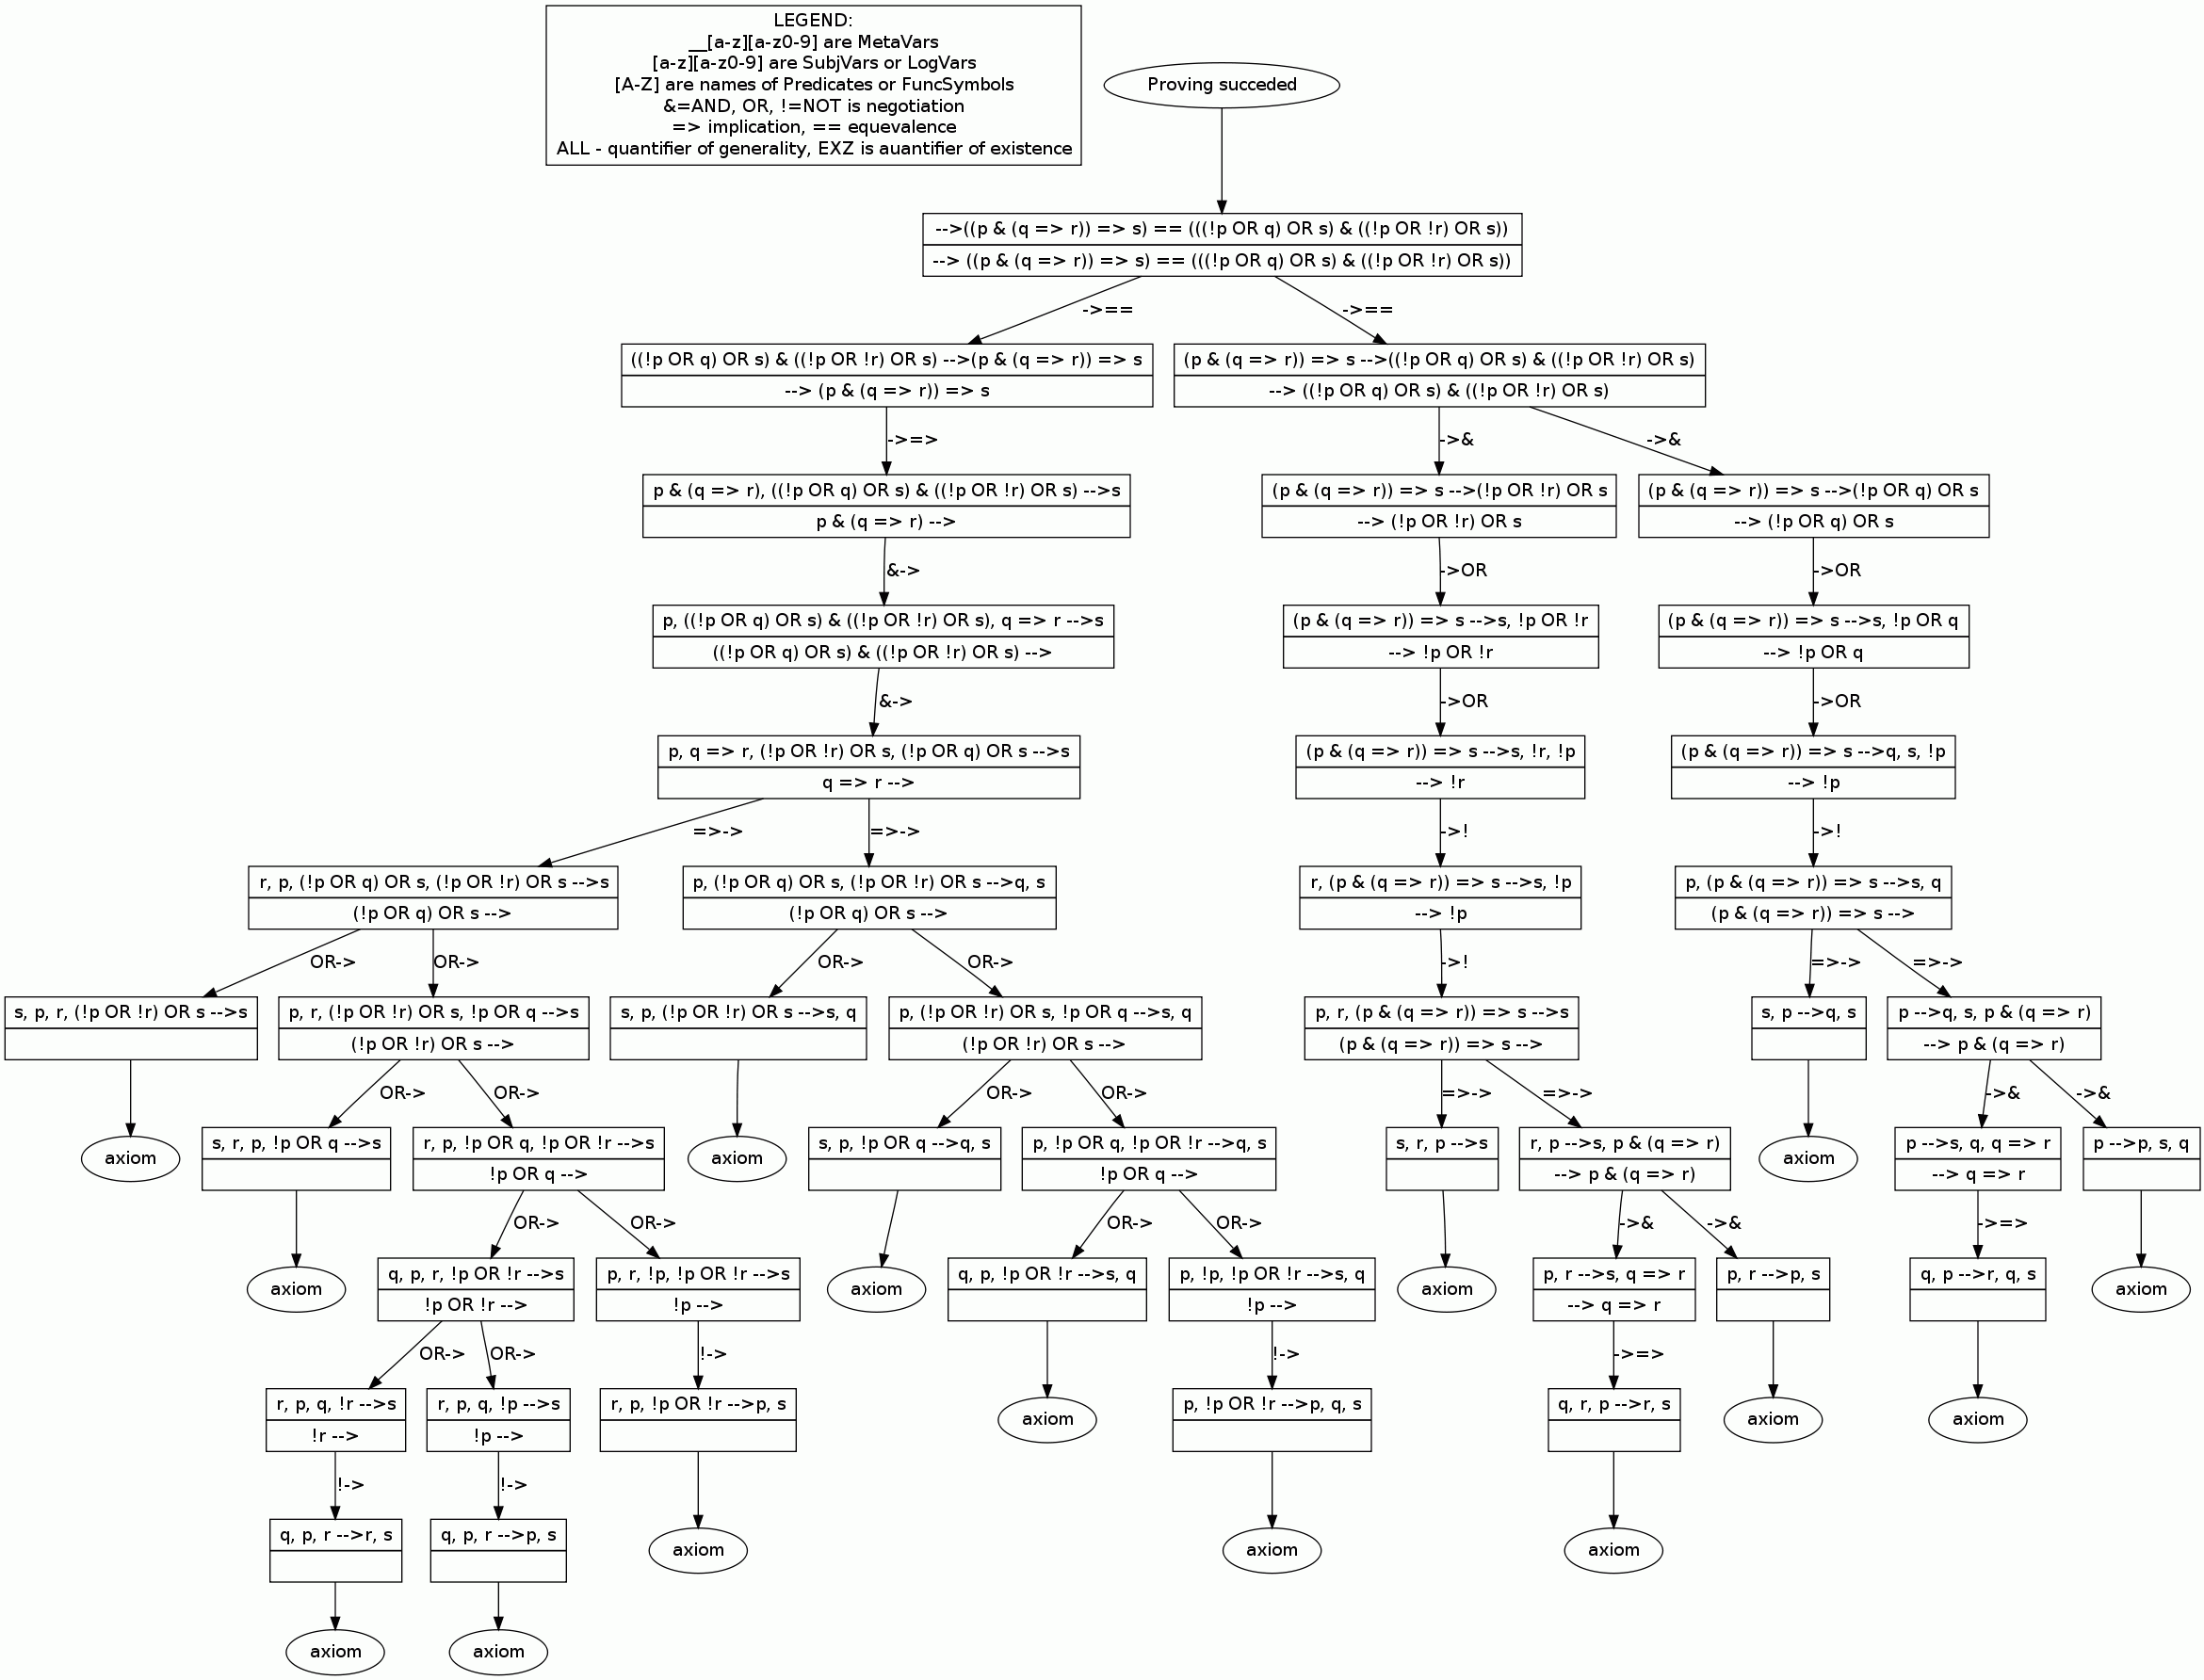 LEGEND:
__[a-z][a-z0-9] are MetaVars
[a-z][a-z0-9] are SubjVars or LogVars
[A-Z] are names of Predicates or FuncSymbols
&=AND, OR, !=NOT is negotiation
=> implication, == equevalence
ALL - quantifier of generality, EXZ is auantifier of existence
Proving succeded
-->((p & (q => r)) => s) == (((!p OR q) OR s) & ((!p OR !r) OR s))
--> ((p & (q => r)) => s) == (((!p OR q) OR s) & ((!p OR !r) OR s))
->==
->==
((!p OR q) OR s) & ((!p OR !r) OR s) -->(p & (q => r)) => s
--> (p & (q => r)) => s
(p & (q => r)) => s -->((!p OR q) OR s) & ((!p OR !r) OR s)
--> ((!p OR q) OR s) & ((!p OR !r) OR s)
->=>
->&
->&
p & (q => r), ((!p OR q) OR s) & ((!p OR !r) OR s) -->s
p & (q => r) -->
(p & (q => r)) => s -->(!p OR !r) OR s
--> (!p OR !r) OR s
(p & (q => r)) => s -->(!p OR q) OR s
--> (!p OR q) OR s
&->
->OR
->OR
p, ((!p OR q) OR s) & ((!p OR !r) OR s), q => r -->s
((!p OR q) OR s) & ((!p OR !r) OR s) -->
(p & (q => r)) => s -->s, !p OR !r
--> !p OR !r
(p & (q => r)) => s -->s, !p OR q
--> !p OR q
&->
->OR
->OR
p, q => r, (!p OR !r) OR s, (!p OR q) OR s -->s
q => r -->
(p & (q => r)) => s -->s, !r, !p
--> !r
(p & (q => r)) => s -->q, s, !p
--> !p
=>->
=>->
->!
->!
r, p, (!p OR q) OR s, (!p OR !r) OR s -->s
(!p OR q) OR s -->
p, (!p OR q) OR s, (!p OR !r) OR s -->q, s
(!p OR q) OR s -->
r, (p & (q => r)) => s -->s, !p
--> !p
p, (p & (q => r)) => s -->s, q
(p & (q => r)) => s -->
OR->
OR->
OR->
OR->
->!
=>->
=>->
s, p, r, (!p OR !r) OR s -->s
p, r, (!p OR !r) OR s, !p OR q -->s
(!p OR !r) OR s -->
s, p, (!p OR !r) OR s -->s, q
p, (!p OR !r) OR s, !p OR q -->s, q
(!p OR !r) OR s -->
p, r, (p & (q => r)) => s -->s
(p & (q => r)) => s -->
s, p -->q, s
p -->q, s, p & (q => r)
--> p & (q => r)
OR->
OR->
OR->
OR->
=>->
=>->
->&
->&
axiom
s, r, p, !p OR q -->s
r, p, !p OR q, !p OR !r -->s
!p OR q -->
axiom
s, p, !p OR q -->q, s
p, !p OR q, !p OR !r -->q, s
!p OR q -->
s, r, p -->s
r, p -->s, p & (q => r)
--> p & (q => r)
axiom
p -->s, q, q => r
--> q => r
p -->p, s, q
OR->
OR->
OR->
OR->
->&
->&
->=>
axiom
q, p, r, !p OR !r -->s
!p OR !r -->
p, r, !p, !p OR !r -->s
!p -->
axiom
q, p, !p OR !r -->s, q
p, !p, !p OR !r -->s, q
!p -->
axiom
p, r -->s, q => r
--> q => r
p, r -->p, s
q, p -->r, q, s
axiom
OR->
OR->
!->
!->
->=>
r, p, q, !r -->s
!r -->
r, p, q, !p -->s
!p -->
r, p, !p OR !r -->p, s
axiom
p, !p OR !r -->p, q, s
q, r, p -->r, s
axiom
axiom
!->
!->
q, p, r -->r, s
q, p, r -->p, s
axiom
axiom
axiom
axiom
axiom